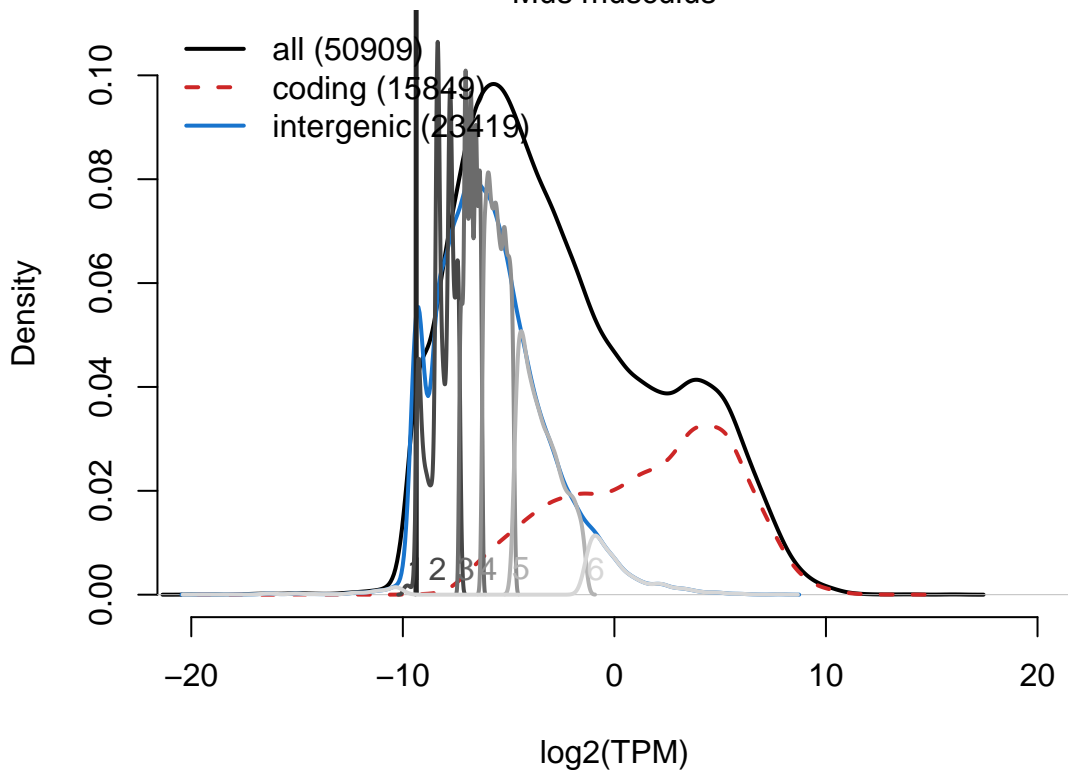 Mus musculus
all (50909)
coding (15849)
intergenic (23419)
Density
0.10
0.08
0.06
0.04
0.02
0.00
1 2 3 4 5 6
−20 −10 0 10 20
log2(TPM)